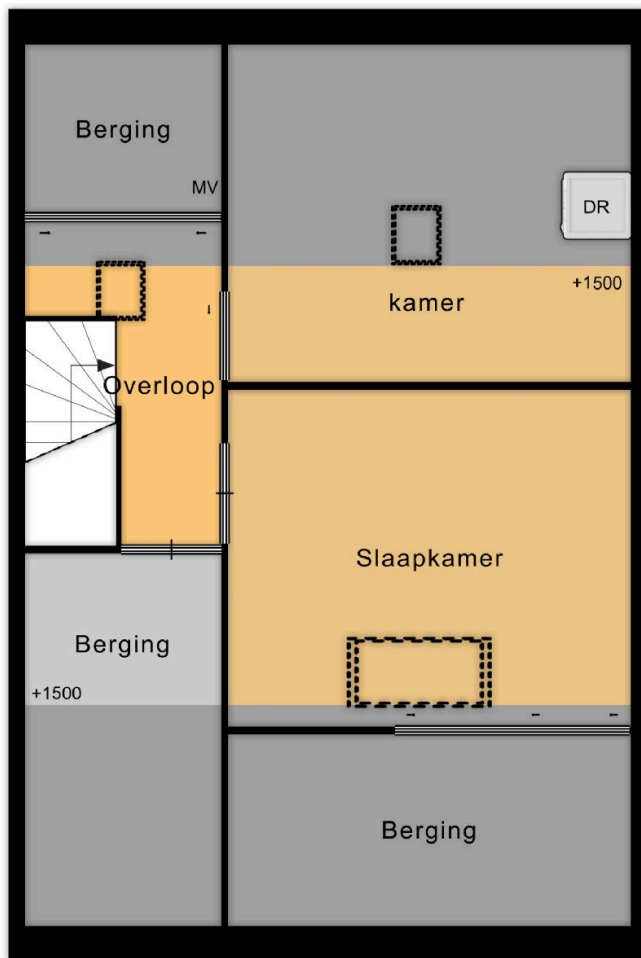 Berging
MV
DR
+1500
kamer
Overloop
Slaapkamer
Berging
+1500
Berging